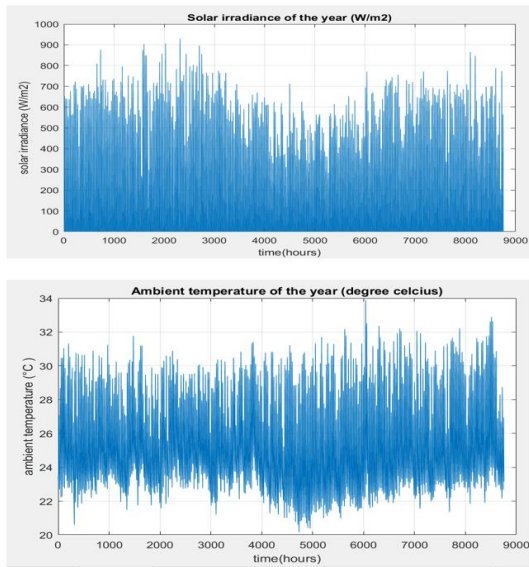 Solar irradiance of the year (W/m2)
1000
900
800
700
600
500
400
300
200
100
0
solar irradiance (W/m2)
0 1000 2000 3000 4000 5000 6000 7000 8000 9000
time(hours)
Ambient temperature of the year (degree celcius)
34
32
30
28
26
24
22
20
ambient temperature (°C )
0 1000 2000 3000 4000 5000 6000 7000 8000 9000
time(hours)